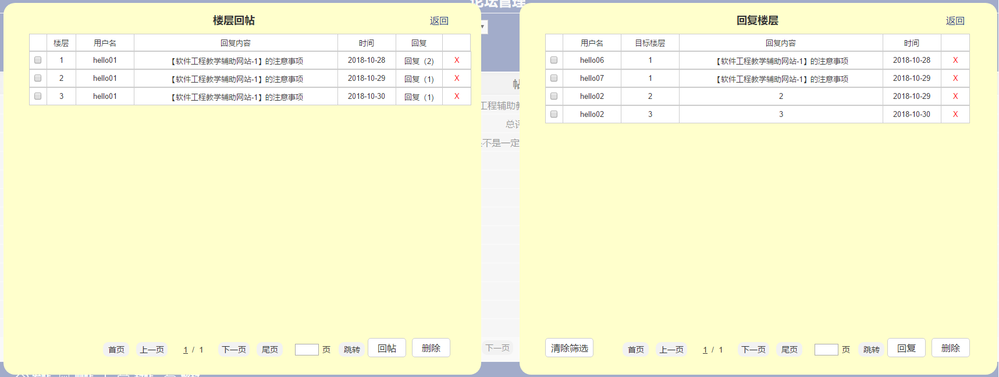 论坛管理
楼层回帖 返回
楼层 用户名 回复内容 时间 回复
1 hello01 【软件工程教学辅助网站-1】的注意事项 2018-10-28 回复（2） X
2 hello01 【软件工程教学辅助网站-1】的注意事项 2018-10-29 回复（1） X
3 hello01 【软件工程教学辅助网站-1】的注意事项 2018-10-30 回复（1） X
首页 上一页 1 / 1 下一页 尾页 页 跳转 回帖 删除
帖
工程辅助教
总评
不是一定
下一页
回复楼层 返回
用户名 目标楼层 回复内容 时间
hello06 1 【软件工程教学辅助网站-1】的注意事项 2018-10-28 X
hello07 1 【软件工程教学辅助网站-1】的注意事项 2018-10-29 X
hello02 2 2 2018-10-29 X
hello02 3 3 2018-10-30 X
清除筛选 首页 上一页 1 / 1 下一页 尾页 页 跳转 回复 删除